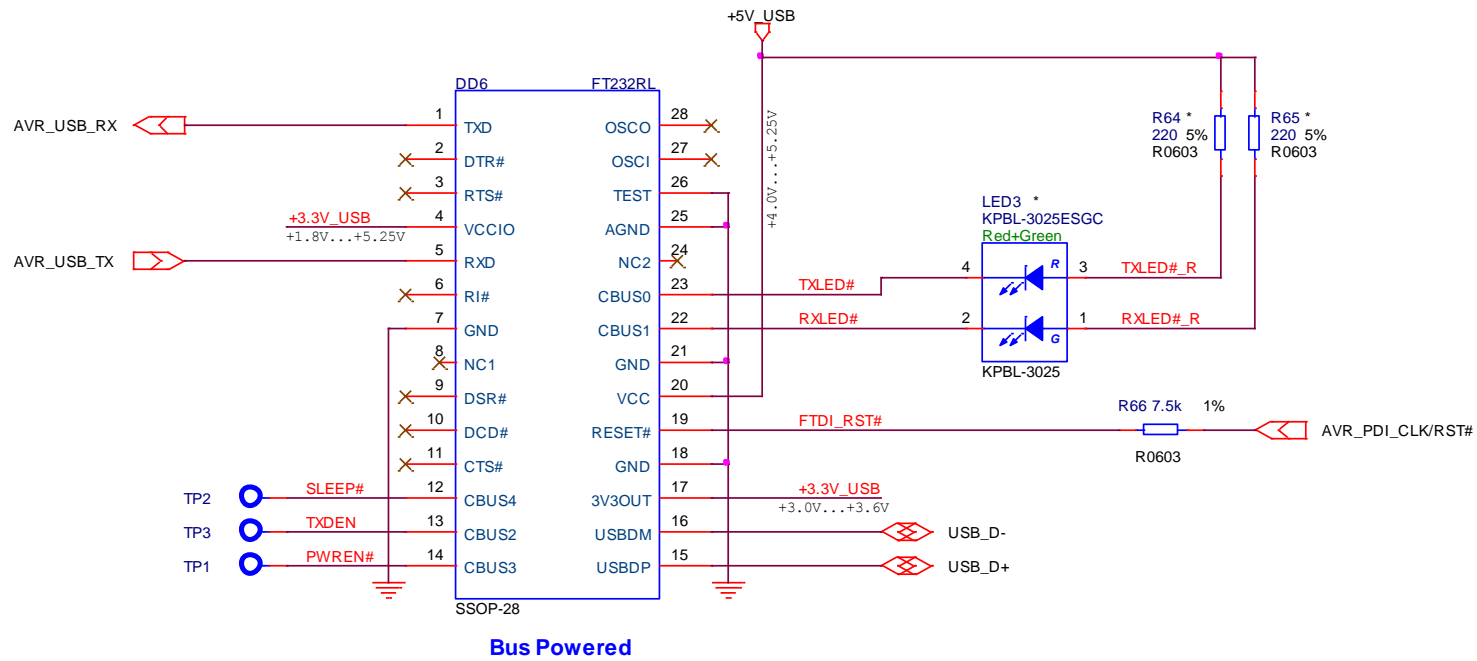 +5V_USB
DD6 FT232RL
AVR_USB_RX 1 TXD OSCO 28
2 DTR# OSCI 27
3 RTS# TEST 26
+3.3V_USB 4 VCCIO AGND 25
+1.8V...+5.25V
AVR_USB_TX 5 RXD NC2 24
6 RI# CBUS0 23 TXLED#
7 GND CBUS1 22 RXLED#
8 NC1 GND 21
9 DSR# VCC 20
10 DCD# RESET# 19 FTDI_RST#
11 CTS# GND 18
TP2 SLEEP# 12 CBUS4 3V3OUT 17 +3.3V_USB
+3.0V...+3.6V
TP3 TXDEN 13 CBUS2 USBDM 16 USB_D-
TP1 PWREN# 14 CBUS3 USBDP 15 USB_D+
SSOP-28
+4.0V...+5.25V
R64 *
220 5%
R0603
R65 *
220 5%
R0603
LED3 *
KPBL-3025ESGC
Red+Green
4 R 3 TXLED#_R
2 G 1 RXLED#_R
KPBL-3025
R66 7.5k 1%
R0603
AVR_PDI_CLK/RST#
Bus Powered